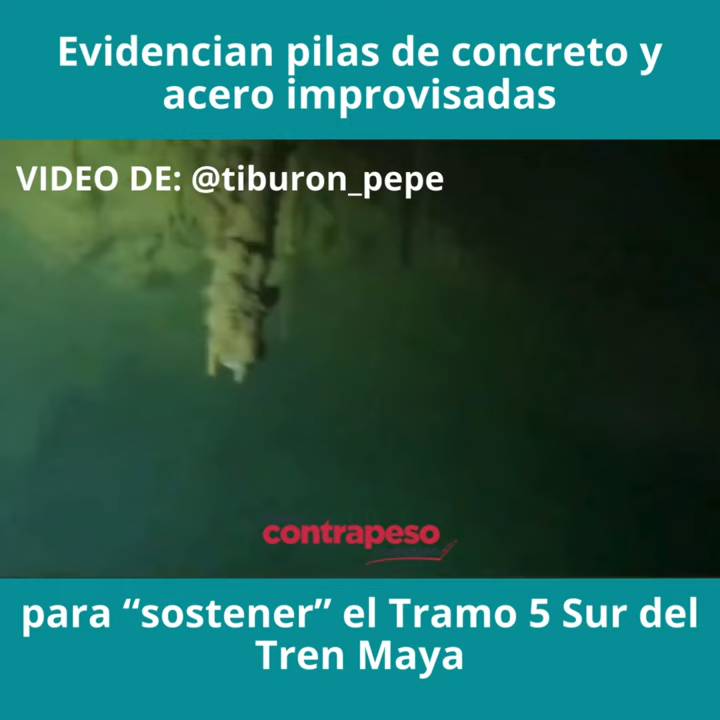 Evidencian pilas de concreto y
acero improvisadas
VIDEO DE: @tiburon_pepe
contrapeso
para “sostener” el Tramo 5 Sur del
Tren Maya